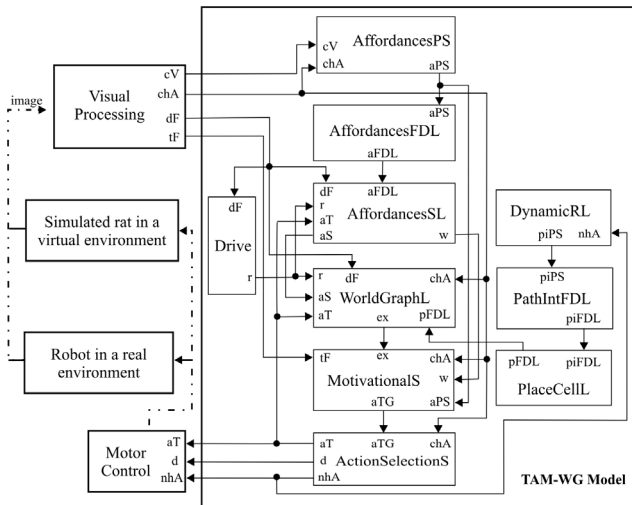 cV
AffordancesPS
chA
aPS
image
Visual
Processing
cV
chA
dF
tF
aPS
AffordancesFDL
aFDL
dF
Drive
r
dF
aFDL
r
AffordancesSL
aT
aS
w
DynamicRL
piPS
nhA
Simulated rat in a
virtual environment
r
dF
chA
aS
WorldGraphL
aT
ex
pFDL
piPS
PathIntFDL
piFDL
Robot in a real
environment
tF
ex
chA
MotivationalS
w
aTG
aPS
pFDL
piFDL
PlaceCellL
Motor
Control
aT
d
nhA
aT
aTG
chA
d
ActionSelectionS
nhA
TAM-WG Model